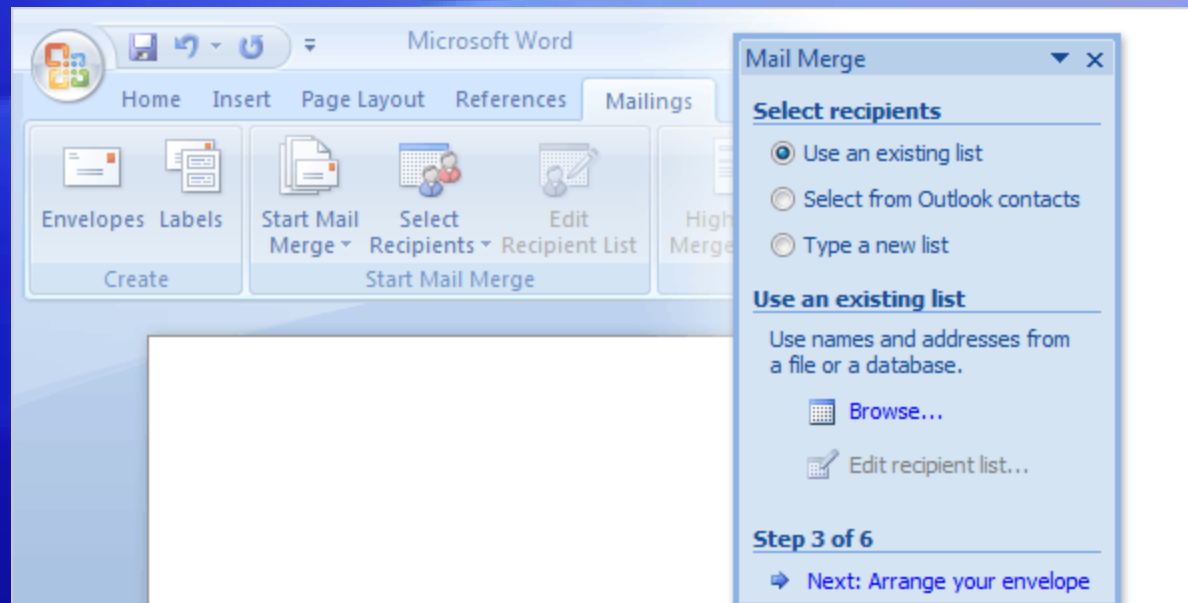 Microsoft Word
Home Insert Page Layout References Mailings
Envelopes Labels
Start Mail Merge
Select Recipients
Edit Recipient List
Create
Start Mail Merge
Mail Merge
Select recipients
Use an existing list
Select from Outlook contacts
Type a new list
Use an existing list
Use names and addresses from
a file or a database.
Browse...
Edit recipient list...
Step 3 of 6
Next: Arrange your envelope